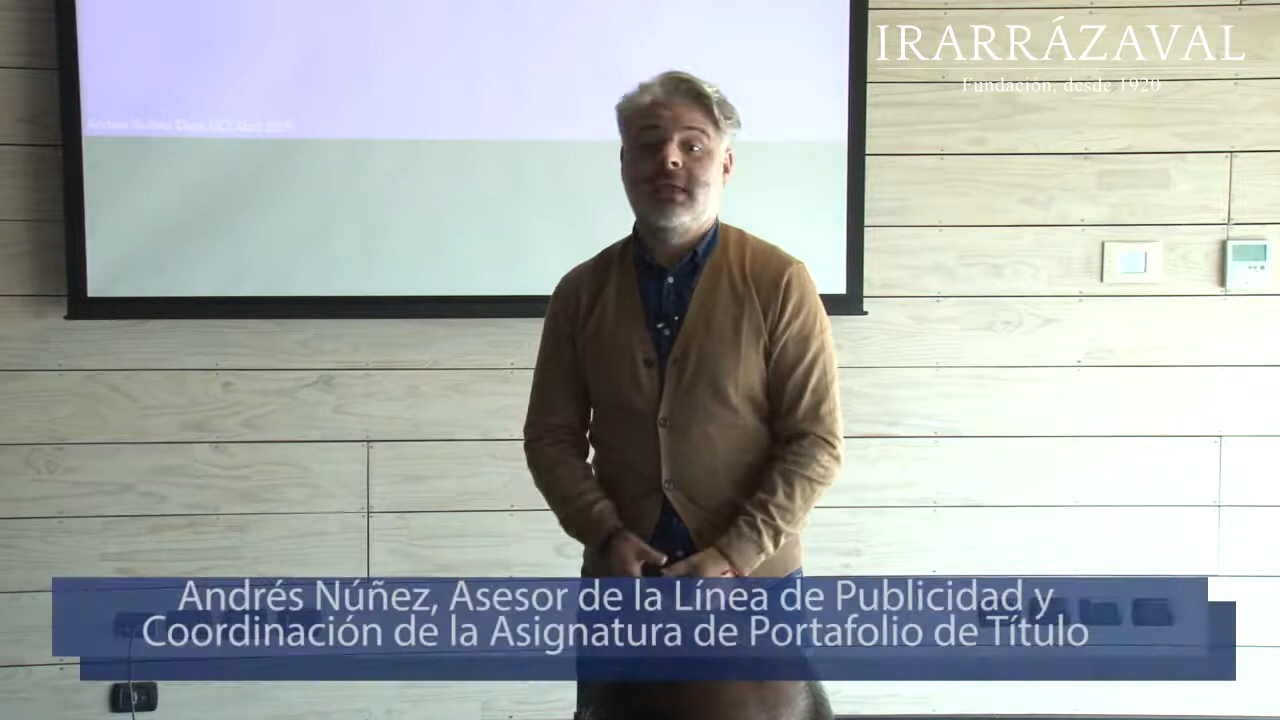 IRARRÁZAVAL
Fundación, desde 1920
Andrés Núñez, Asesor de la Línea de Publicidad y
Coordinación de la Asignatura de Portafolio de Título